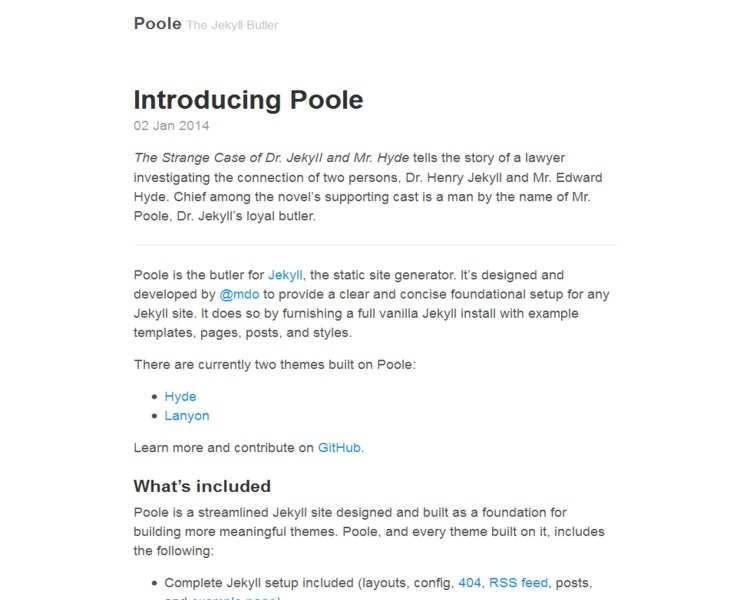 Poole The Jekyll Butler
Introducing Poole
02 Jan 2014
The Strange Case of Dr. Jekyll and Mr. Hyde tells the story of a lawyer
investigating the connection of two persons, Dr. Henry Jekyll and Mr. Edward
Hyde. Chief among the novel’s supporting cast is a man by the name of Mr.
Poole, Dr. Jekyll’s loyal butler.
Poole is the butler for Jekyll, the static site generator. It’s designed and
developed by @mdo to provide a clear and concise foundational setup for any
Jekyll site. It does so by furnishing a full vanilla Jekyll install with example
templates, pages, posts, and styles.
There are currently two themes built on Poole:
• Hyde
• Lanyon
Learn more and contribute on GitHub.
What’s included
Poole is a streamlined Jekyll site designed and built as a foundation for
building more meaningful themes. Poole, and every theme built on it, includes
the following:
• Complete Jekyll setup included (layouts, config, 404, RSS feed, posts,
and example page)